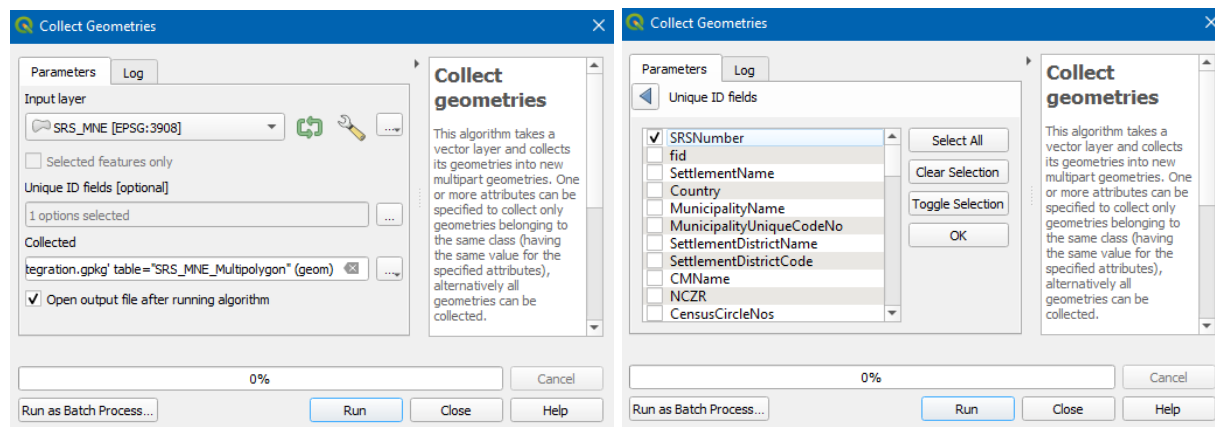 Collect Geometries
Parameters
Log
Input layer
SRS_MNE [EPSG:3908]
Selected features only
Unique ID fields [optional]
1 options selected
...
Collected
tegration.gpkg' table="SRS_MNE_Multipolygon" (geom)
Open output file after running algorithm
Collect
geometries
This algorithm takes a
vector layer and collects
its geometries into new
multipart geometries. One
or more attributes can be
specified to collect only
geometries belonging to
the same class (having
the same value for the
specified attributes),
alternatively all
geometries can be
collected.
0%
Cancel
Run as Batch Process...
Run
Close
Help
Collect Geometries
Parameters
Log
Unique ID fields
SRSNumber
fid
SettlementName
Country
MunicipalityName
MunicipalityUniqueCodeNo
SettlementDistrictName
SettlementDistrictCode
CMName
NCZR
CensusCircleNos
Select All
Clear Selection
Toggle Selection
OK
Collect
geometries
This algorithm takes a
vector layer and collects
its geometries into new
multipart geometries. One
or more attributes can be
specified to collect only
geometries belonging to
the same class (having
the same value for the
specified attributes),
alternatively all
geometries can be
collected.
0%
Cancel
Run as Batch Process...
Run
Close
Help